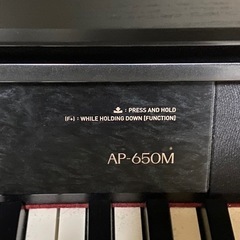 : PRESS AND HOLD
[F+] : WHILE HOLDING DOWN [FUNCTION]
AP-650M